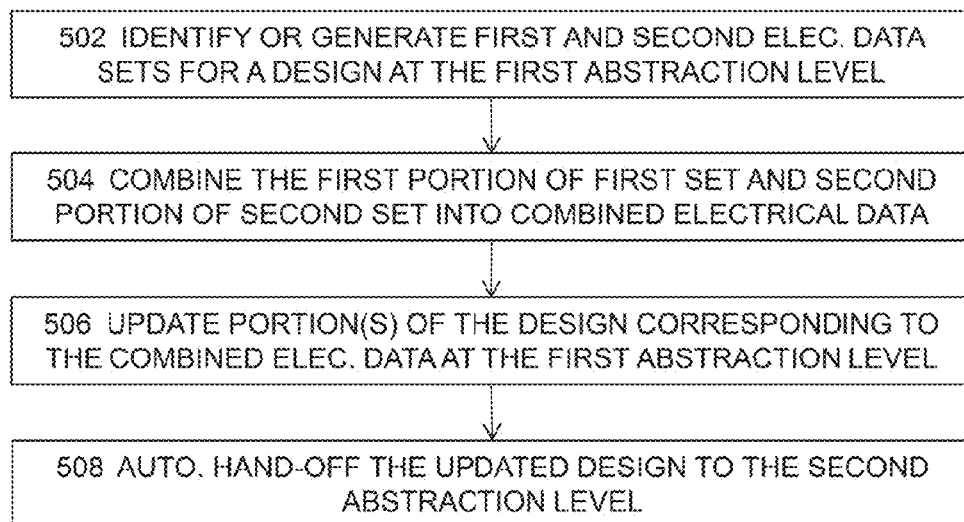 502 IDENTIFY OR GENERATE FIRST AND SECOND ELEC. DATA
SETS FOR A DESIGN AT THE FIRST ABSTRACTION LEVEL
504 COMBINE THE FIRST PORTION OF FIRST SET AND SECOND
PORTION OF SECOND SET INTO COMBINED ELECTRICAL DATA
506 UPDATE PORTION(S) OF THE DESIGN CORRESPONDING TO
THE COMBINED ELEC. DATA AT THE FIRST ABSTRACTION LEVEL
508 AUTO. HAND-OFF THE UPDATED DESIGN TO THE SECOND
ABSTRACTION LEVEL